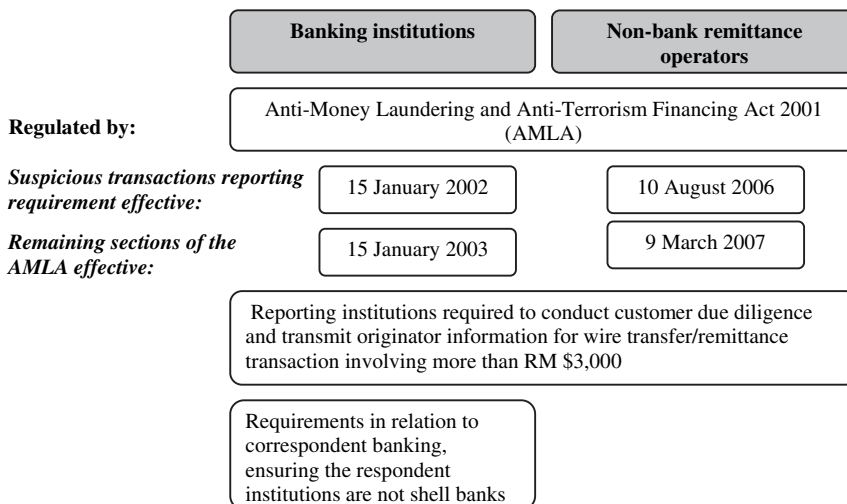 Banking institutions
Non-bank remittance
operators
Regulated by:
Anti-Money Laundering and Anti-Terrorism Financing Act 2001
(AMLA)
Suspicious transactions reporting
requirement effective:
15 January 2002
10 August 2006
Remaining sections of the
AMLA effective:
15 January 2003
9 March 2007
Reporting institutions required to conduct customer due diligence
and transmit originator information for wire transfer/remittance
transaction involving more than RM $3,000
Requirements in relation to
correspondent banking,
ensuring the respondent
institutions are not shell banks